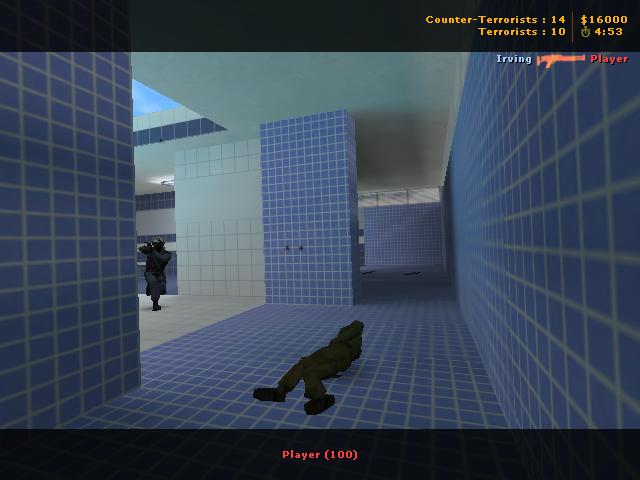 Counter-Terrorists : 14 $16000
Terrorists : 10 4:53
Irving Player
Player (100)